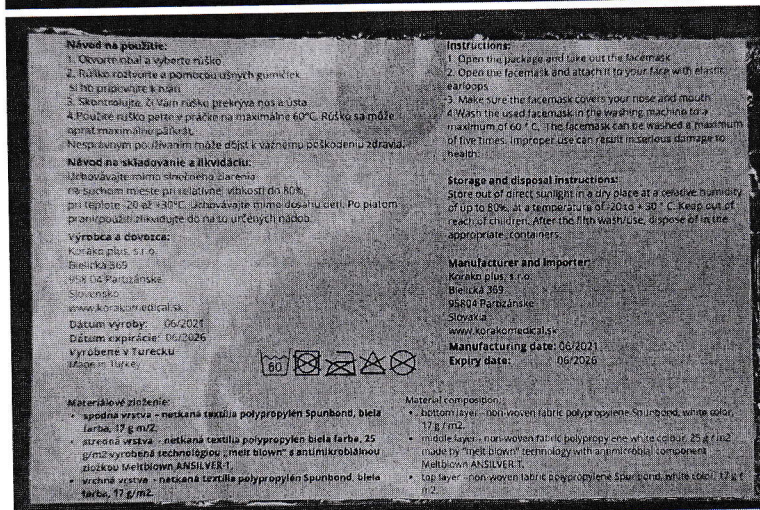 Návod na použitie:
1. Otvorte obal a vyberte rúško
2. Rúško roztvorte a pomocou ušných gumičiek
si ho pripevnite k tvári
3. Skontrolujte, či Vám rúško prekrýva nos a ústa
4.Použité rúško perte v práčke na maximálne 60°C. Rúško sa môže
oprať maximálne päťkrát.
Nesprávnym používaním môže dôjsť k vážnemu poškodeniu zdravia.
Návod na skladovanie a likvidáciu:
Uchovávajte mimo slnečného žiarenia
na suchom mieste pri relatívnej vlhkosti do 80%,
pri teplote -20 až +30°C. Uchovávajte mimo dosahu detí. Po piatom
praní/použití zlikvidujte do na to určených nádob.
Výrobca a dovozca:
Korako plus, s.r.o.
Bielická 369
958 04 Partizánske
Slovensko
www.korakomedical.sk
Dátum výroby: 06/2021
Dátum expirácie: 06/2026
Vyrobené v Turecku
Made in Turkey
60
Materiálové zloženie:
• spodná vrstva - netkaná textília polypropylén Spunbond, biela
farba, 17 g m/2.
• stredná vrstva - netkaná textília polypropylén biela farba, 25
g/m2 vyrobená technológiou „melt blown" s antimikrobiálnou
zložkou Meltblown ANSILVER-T.
• vrchná vrstva - netkaná textília polypropylén Spunbond, biela
farba, 17 g/m2.
Instructions:
1 Open the package and take out the facemask
2. Open the facemask and attach it to your face with elastic
earloops
3. Make sure the facemask covers your nose and mouth
4.Wash the used facemask in the washing machine to a
maximum of 60 ° C, The facemask can be washed a maximum
of five times. Improper use can result in serious damage to
health.
Storage and disposal instructions:
Store out of direct sunlight in a dry place at a relative humidity
of up to 80%, at a temperature of -20 to + 30 ° C. Keep out of
reach of children. After the fifth wash/use, dispose of in the
appropriate containers
Manufacturer and Importer:
Korako plus, s.r.o.
Bielická 369
95804 Partizánske
Slovakia
www.korakomedical.sk
Manufacturing date: 06/2021
Expiry date: 06/2026
Material composition:
• bottom layer - non-woven fabric polypropylene Spunbond, white color,
17 g / m2.
• middle layer - non-woven fabric polypropylene white colour, 25 g / m2
made by "melt blown" technology with antimicrobial component
Meltblown ANSILVER-T.
• top layer - non-woven fabric polypropylene Spunbond, white color, 17 g /
m2.